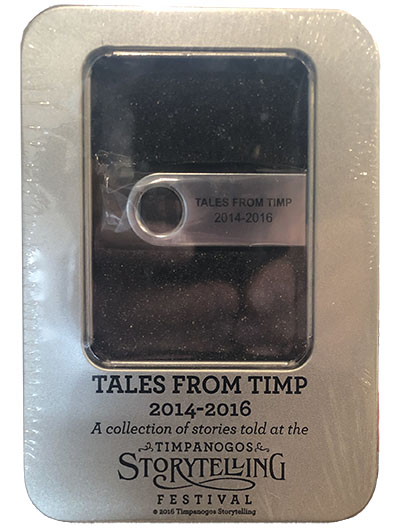 TALES FROM TIMP
2014-2016
TALES FROM TIMP
2014-2016
A collection of stories told at the
TIMPANOGOS
STORYTELLING
FESTIVAL
© 2016 Timpanogos Storytelling